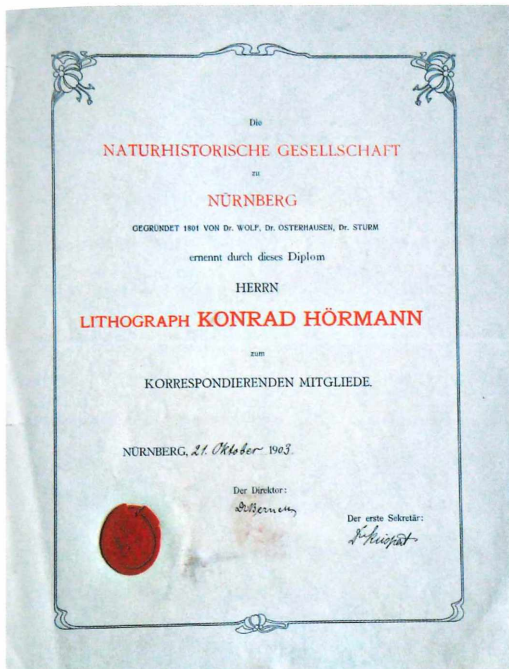 Die
NATURHISTORISCHE GESELLSCHAFT
zu
NÜRNBERG
GEGRÜNDET 1801 VON Dr. WOLF, Dr. OSTERHAUSEN, Dr. STURM
ernennt durch dieses Diplom
HERRN
LITHOGRAPH KONRAD HÖRMANN
zum
KORRESPONDIERENDEN MITGLIEDE.
NÜRNBERG, 21. Oktober 1903.
Der Direktor:
Der erste Sekretär: